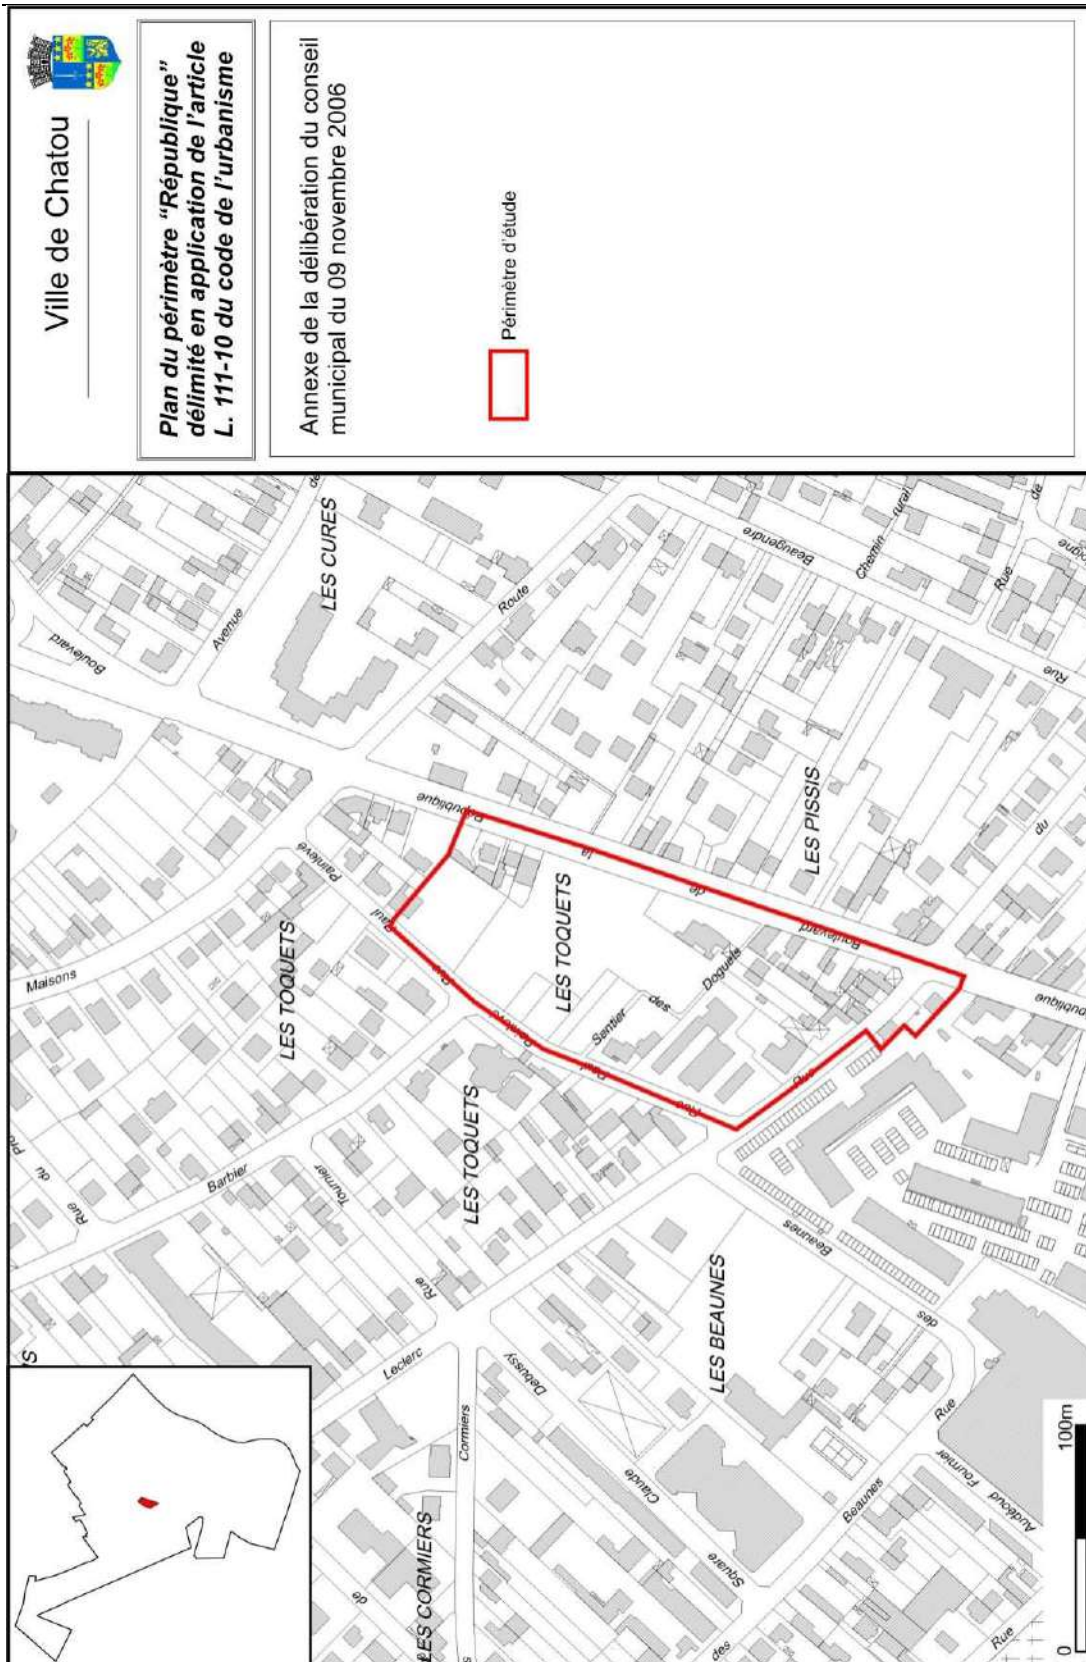 Ville de Chatou
Plan du périmètre "République"
délimité en application de l'article
L. 111-10 du code de l'urbanisme
Annexe de la délibération du conseil
municipal du 09 novembre 2006
Périmètre d'étude
LES CURES
LES PISSIS
LES TOQUETS
LES TOQUETS
LES TOQUETS
LES BEAUNES
LES CORMIERS
Boulevard
Avenue
de
Route
Beaugendre
Chemin
rural
Rue
de
Rue
du
République
la
de
Boulevard
Painlevé
Paul
Rue
Painlevé
Paul
Rue
Sentier
des
Doguets
Rue
Maisons
Rue
du
Barbier
Tournier
Rue
Leclerc
Cormiers
de
Debussy
Claude
Square
Beaunes
des
Rue
Beaunes
des
Fournier
Audéoud
Rue
0
100m